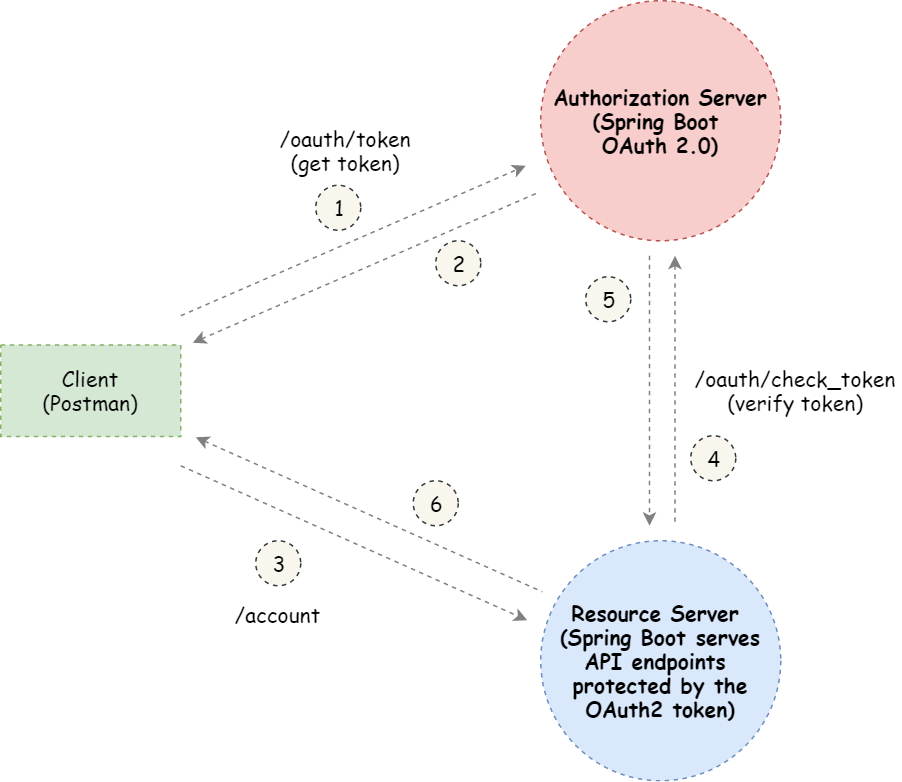 Authorization Server
(Spring Boot
OAuth 2.0)
/oauth/token
(get token)
1
2
5
Client
(Postman)
/oauth/check_token
(verify token)
4
6
3
/account
Resource Server
(Spring Boot serves
API endpoints
protected by the
OAuth2 token)